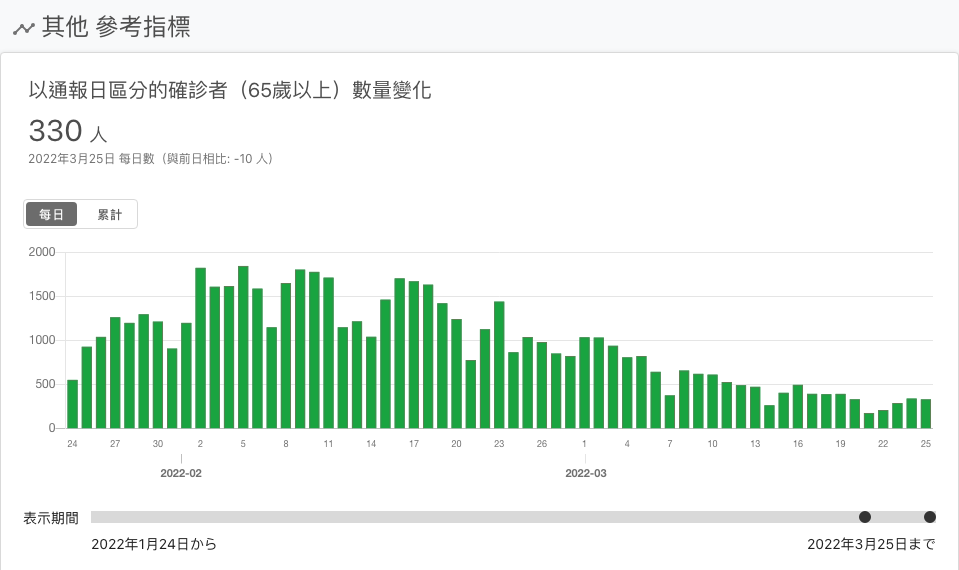 其他 參考指標
以通報日區分的確診者（65歲以上）數量變化
330 人
2022年3月25日 每日數（與前日相比: -10 人）
每日 累計
2000
1500
1000
500
0
24 27 30 2 5 8 11 14 17 20 23 26 1 4 7 10 13 16 19 22 25
2022-02 2022-03
表示期間
2022年1月24日から 2022年3月25日まで